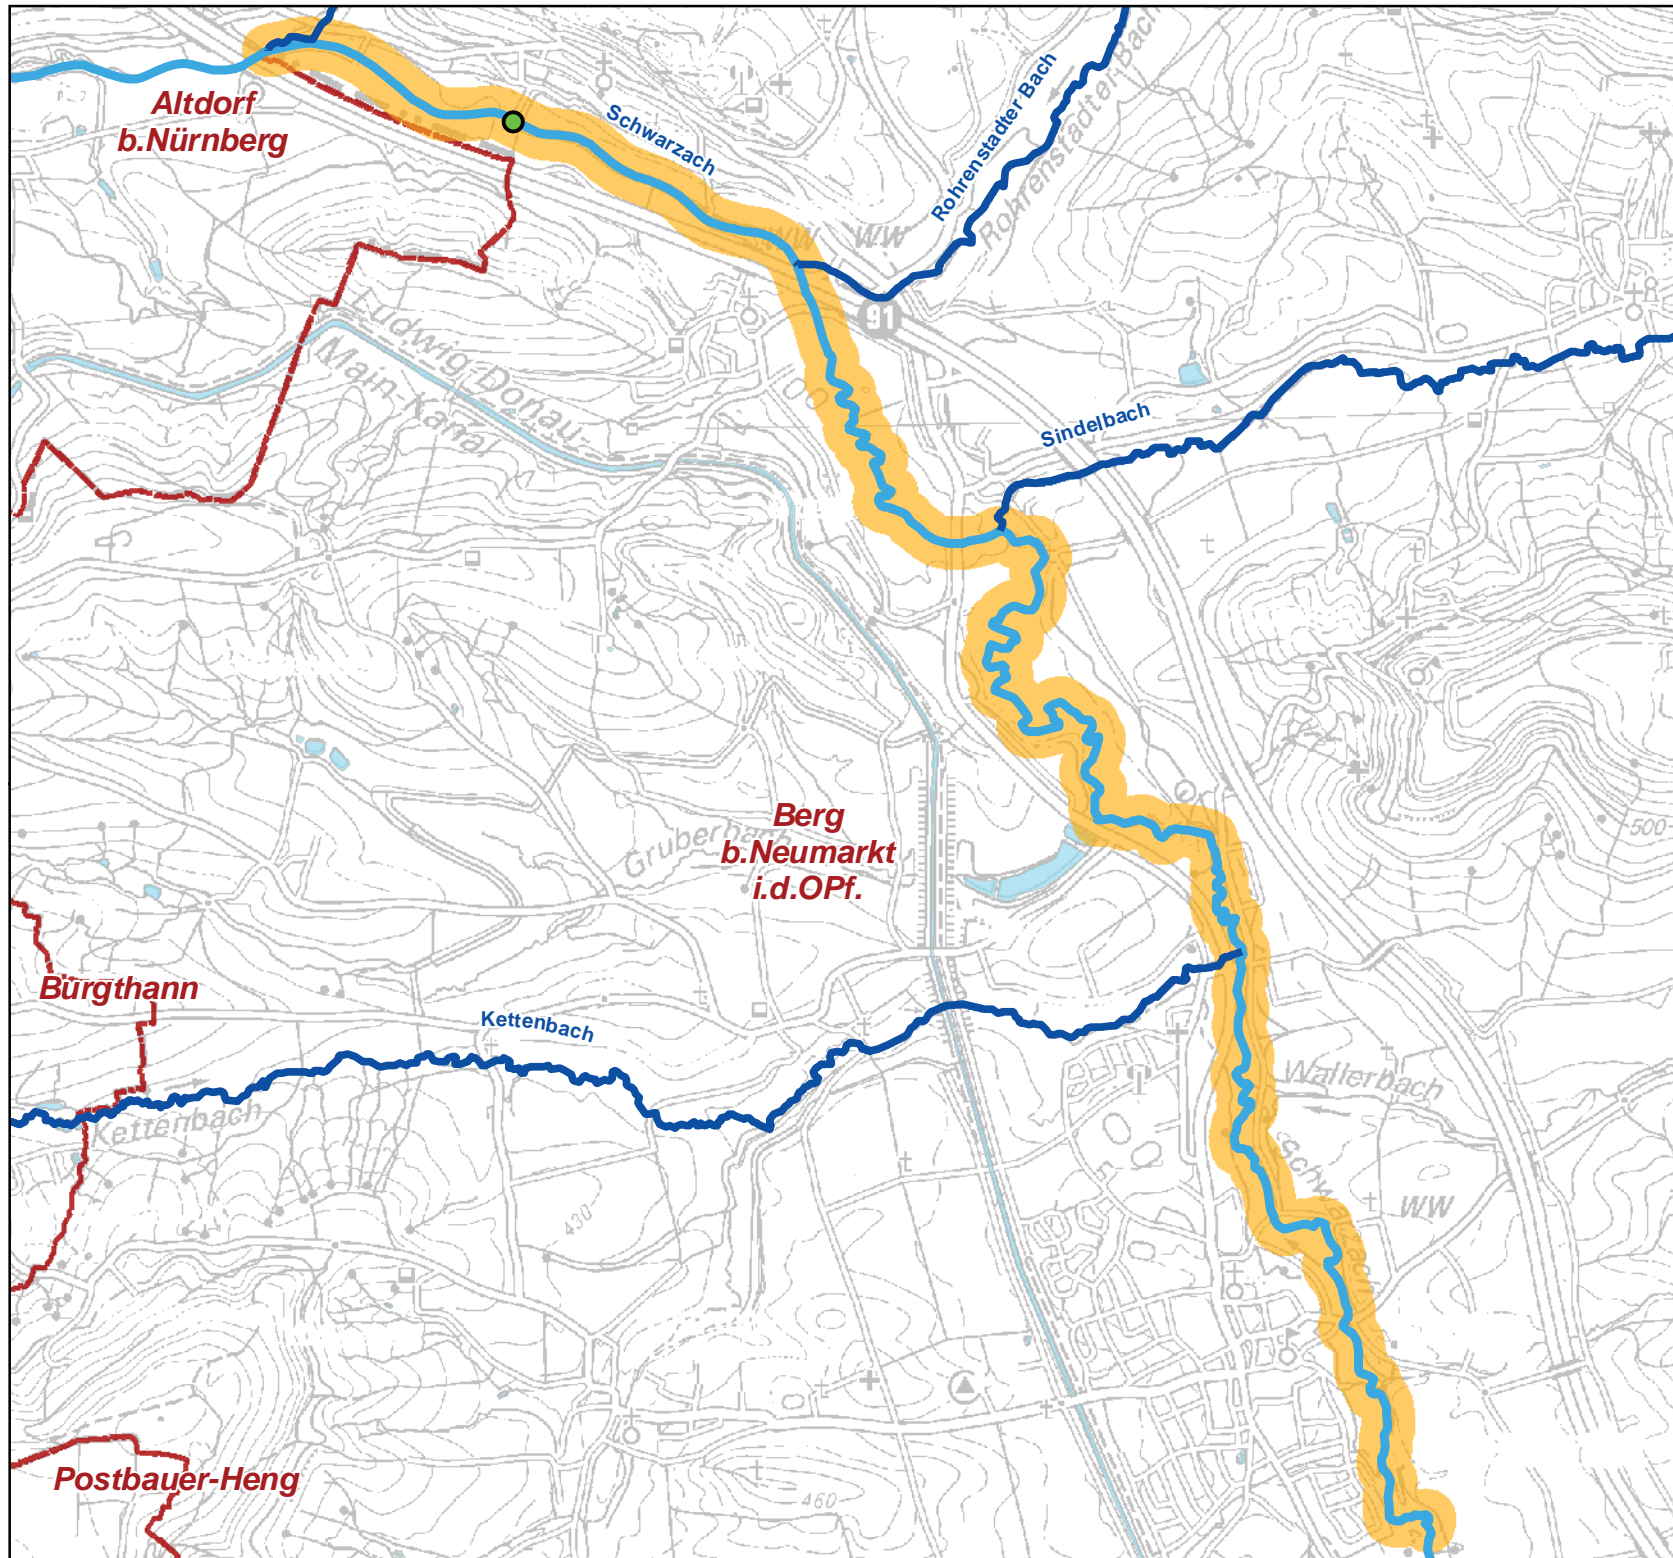 Altdorf
b.Nürnberg
Schwarzach
Rohrenstadter Bach
Rohrenstadter Bach
WW
WW
91
Ludwig-Donau-
Main-Kanal
Sindelbach
Berg
b.Neumarkt
i.d.OPf.
Gruberbach
500
Burgthann
Kettenbach
Kettenbach
Wallerbach
Schwarzach
WW
430
Postbauer-Heng
460